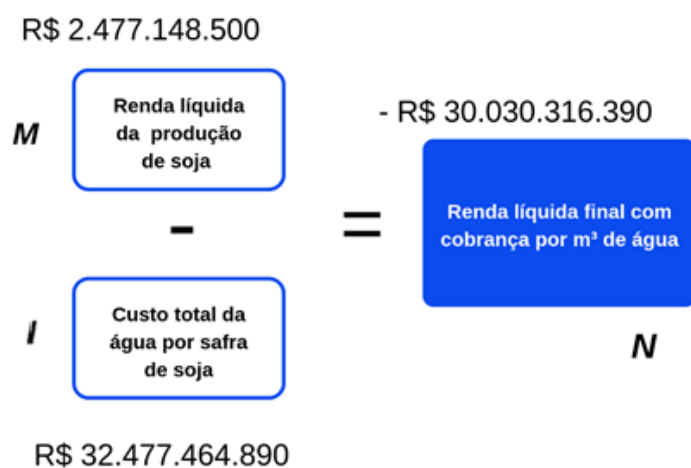 R$ 2.477.148.500
M
Renda líquida
da produção
de soja
-
I
Custo total da
água por safra
de soja
R$ 32.477.464.890
=
- R$ 30.030.316.390
Renda líquida final com
cobrança por m³ de água
N